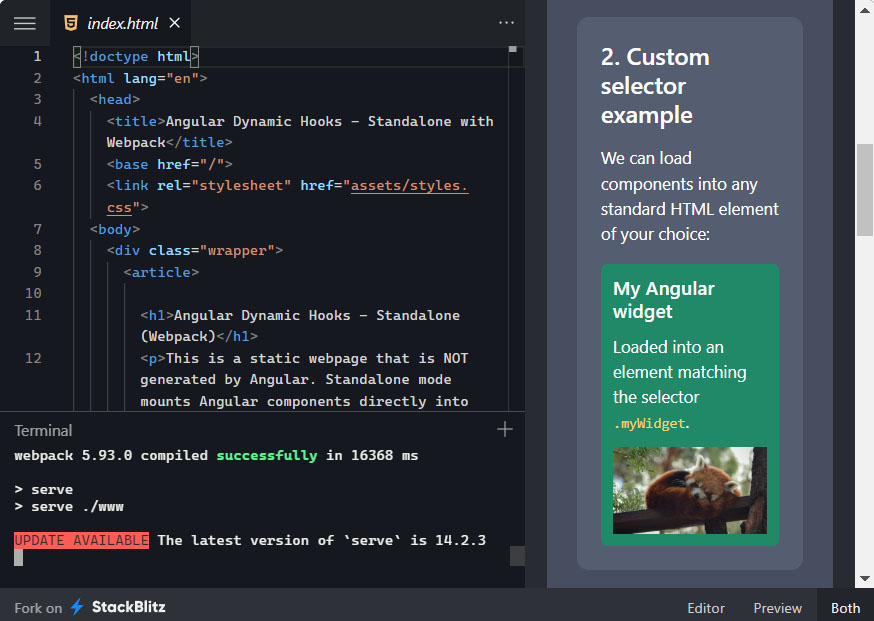 index.html
1 <!doctype html>
2 <html lang="en">
3 <head>
4 <title>Angular Dynamic Hooks - Standalone with
Webpack</title>
5 <base href="/">
6 <link rel="stylesheet" href="assets/styles.
css">
7 <body>
8 <div class="wrapper">
9 <article>
10
11 <h1>Angular Dynamic Hooks - Standalone
(Webpack)</h1>
12 <p>This is a static webpage that is NOT
generated by Angular. Standalone mode
mounts Angular components directly into
Terminal
webpack 5.93.0 compiled successfully in 16368 ms
> serve
> serve ./www
UPDATE AVAILABLE The latest version of `serve` is 14.2.3
2. Custom
selector
example
We can load
components into any
standard HTML element
of your choice:
My Angular
widget
Loaded into an
element matching
the selector
.myWidget.
Fork on StackBlitz
Editor Preview Both